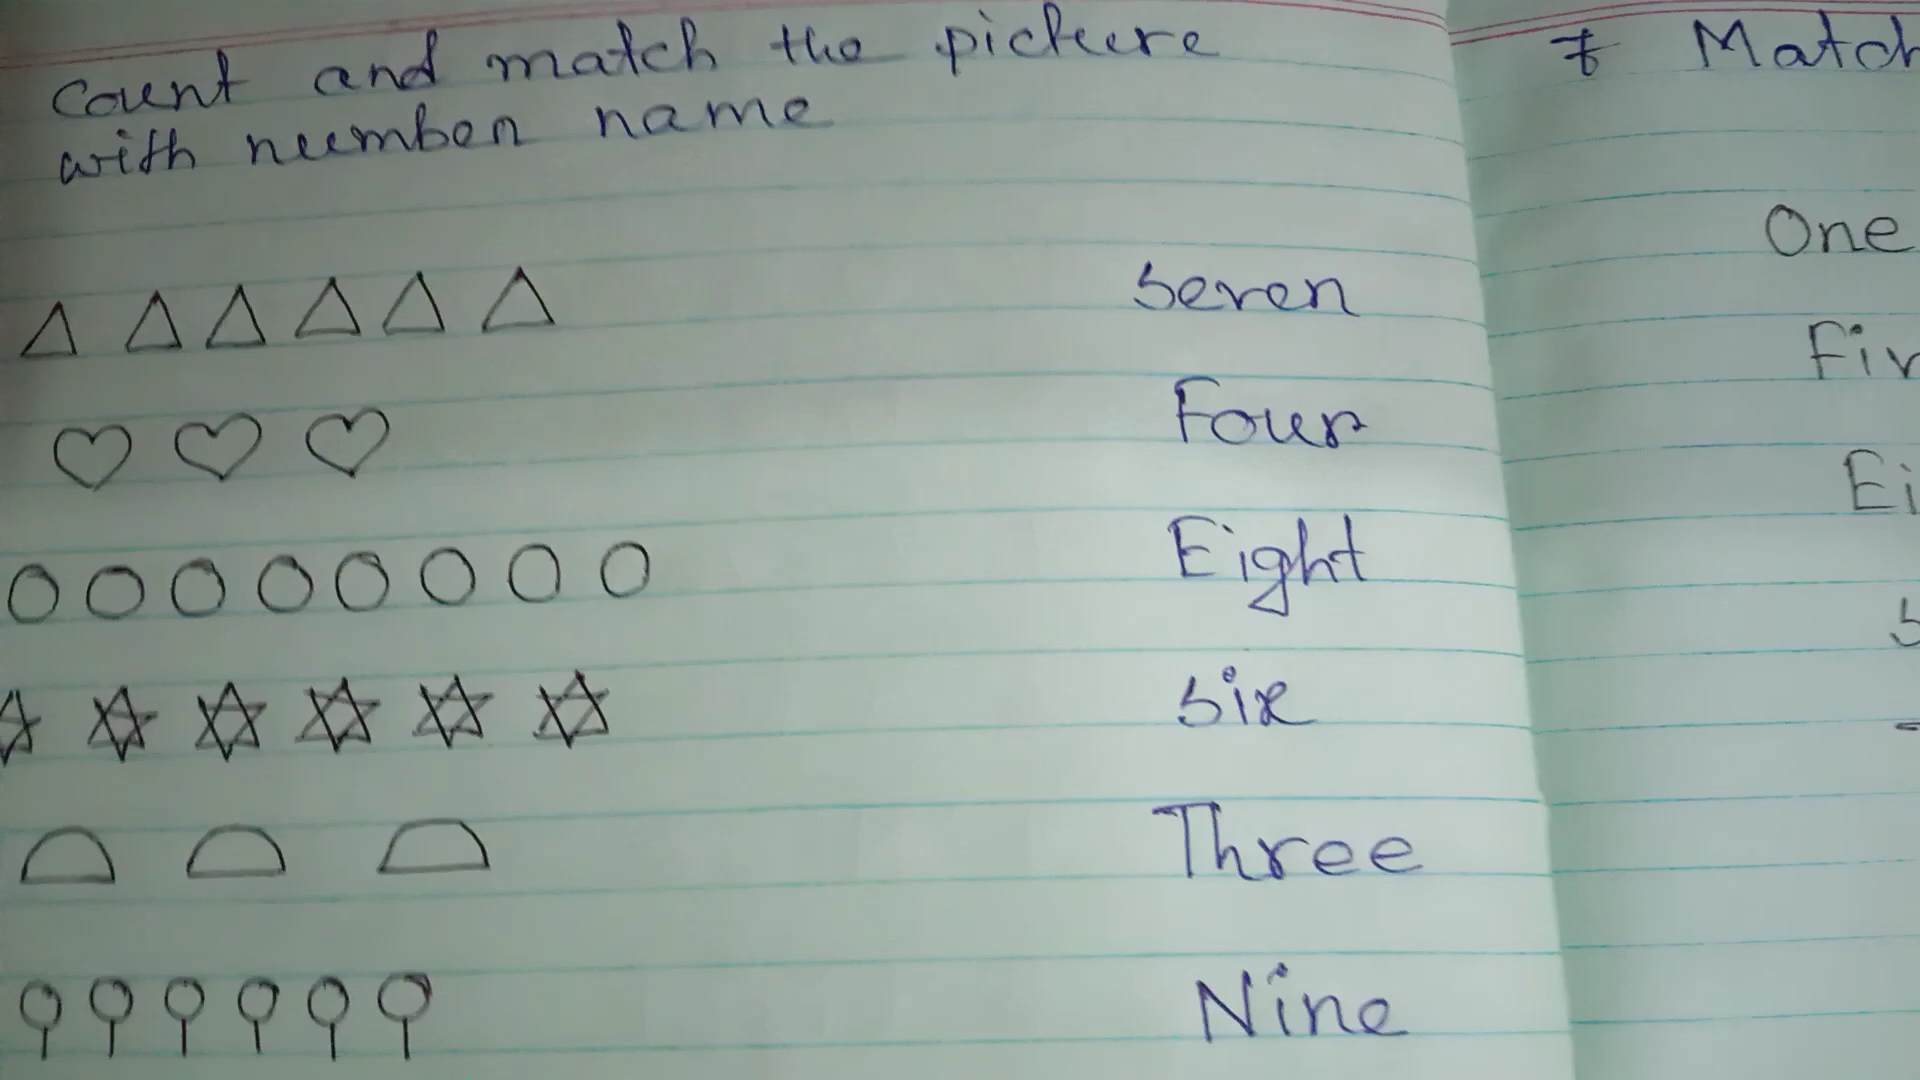 Count and match the picture
with number name
Seven
Four
Eight
Six
Three
Nine
Match
One